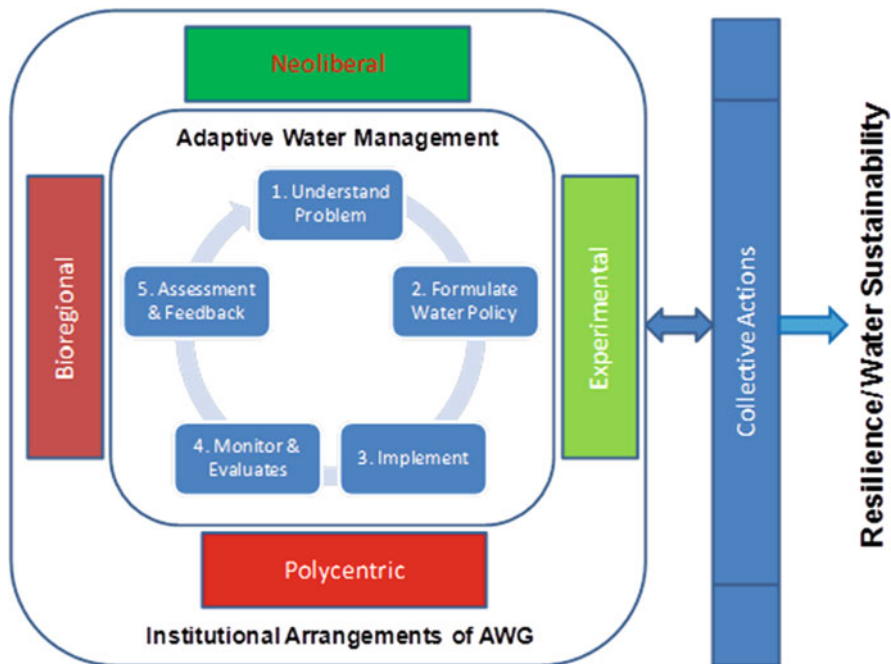 Neoliberal
Adaptive Water Management
1. Understand
Problem
2. Formulate
Water Policy
3. Implement
4. Monitor &
Evaluates
5. Assessment
& Feedback
Bioregional
Experimental
Polycentric
Institutional Arrangements of AWG
Collective Actions
Resilience/Water Sustainability